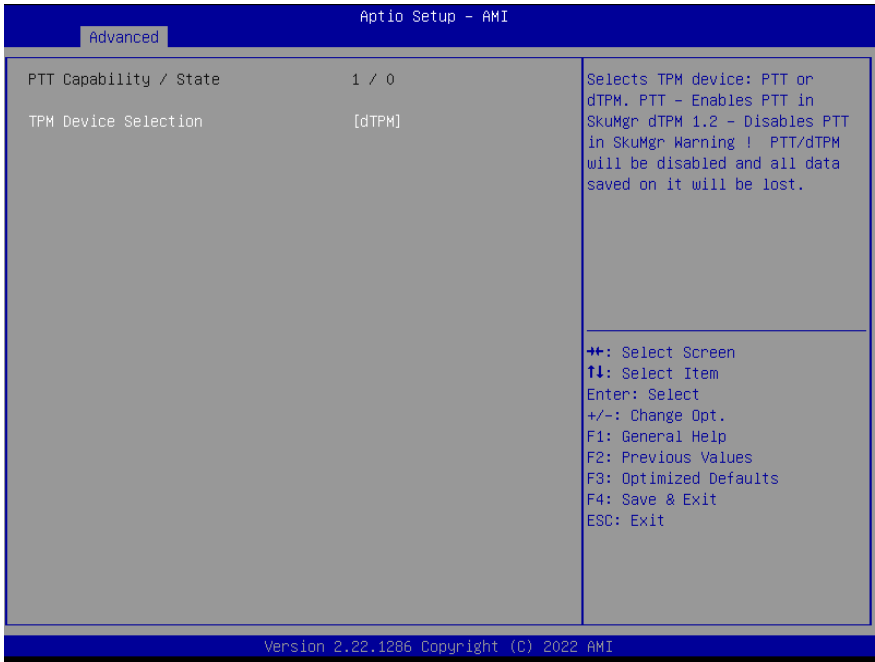 Aptio Setup – AMI
Advanced
PTT Capability / State 1 / 0
TPM Device Selection [dTPM]
Selects TPM device: PTT or
dTPM. PTT – Enables PTT in
SkuMgr dTPM 1.2 – Disables PTT
in SkuMgr Warning ! PTT/dTPM
will be disabled and all data
saved on it will be lost.
→←: Select Screen
↑↓: Select Item
Enter: Select
+/-: Change Opt.
F1: General Help
F2: Previous Values
F3: Optimized Defaults
F4: Save & Exit
ESC: Exit
Version 2.22.1286 Copyright (C) 2022 AMI